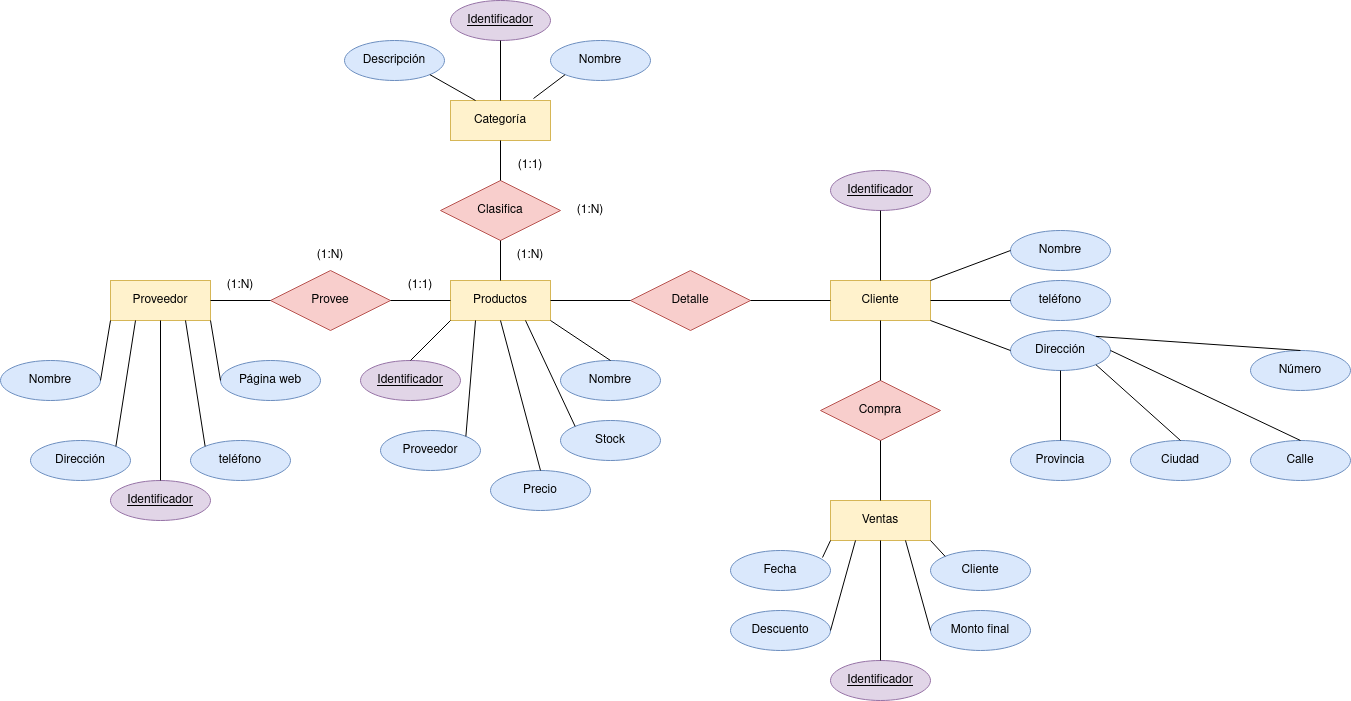 Identificador
Descripción
Nombre
Categoría
(1:1)
Clasifica
(1:N)
(1:N)
(1:N)
(1:N)
Proveedor
Provee
(1:1)
Productos
Detalle
Cliente
Identificador
Nombre
teléfono
Dirección
Número
Provincia
Ciudad
Calle
Nombre
Página web
Dirección
teléfono
Identificador
Identificador
Nombre
Proveedor
Stock
Precio
Compra
Ventas
Fecha
Cliente
Descuento
Monto final
Identificador